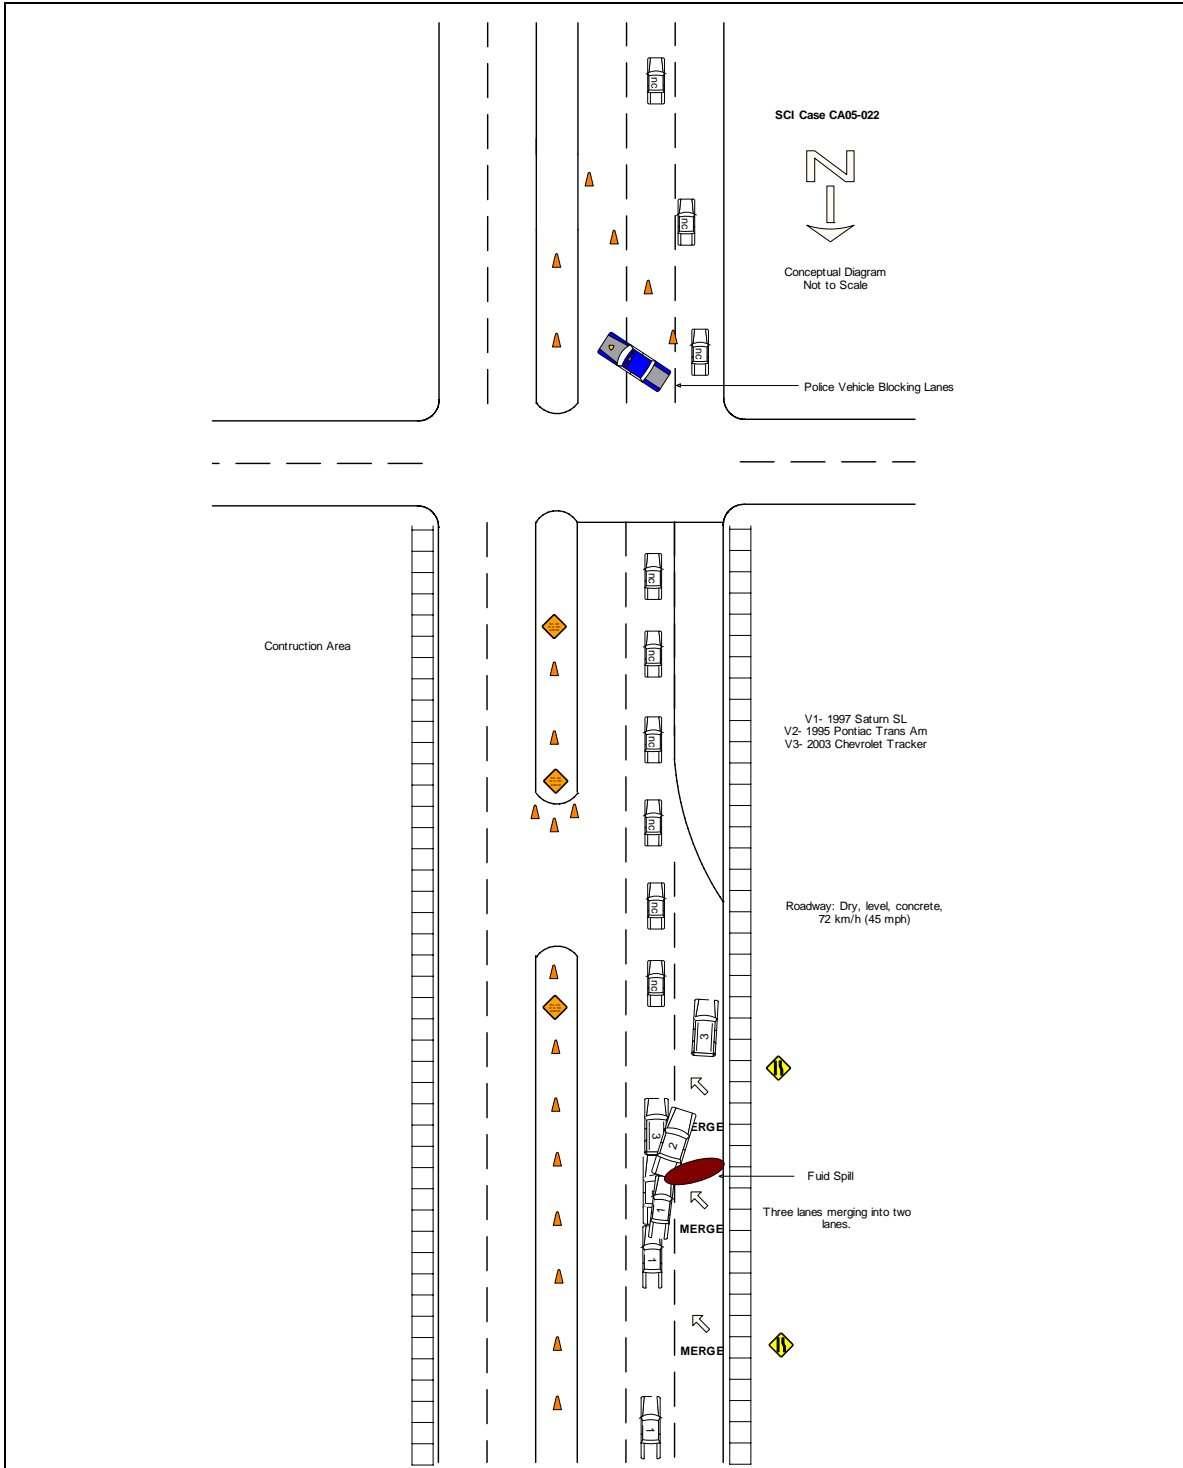 nc
SCI Case CA05-022
N
nc
Conceptual Diagram
Not to Scale
nc
Police Vehicle Blocking Lanes
nc
Contruction Area
nc
V1- 1997 Saturn SL
V2- 1995 Pontiac Trans Am
V3- 2003 Chevrolet Tracker
nc
nc
nc
Roadway: Dry, level, concrete,
72 km/h (45 mph)
nc
3
ERGE
3
2
Fuid Spill
1
1
Three lanes merging into two
lanes.
MERGE
1
MERGE
1